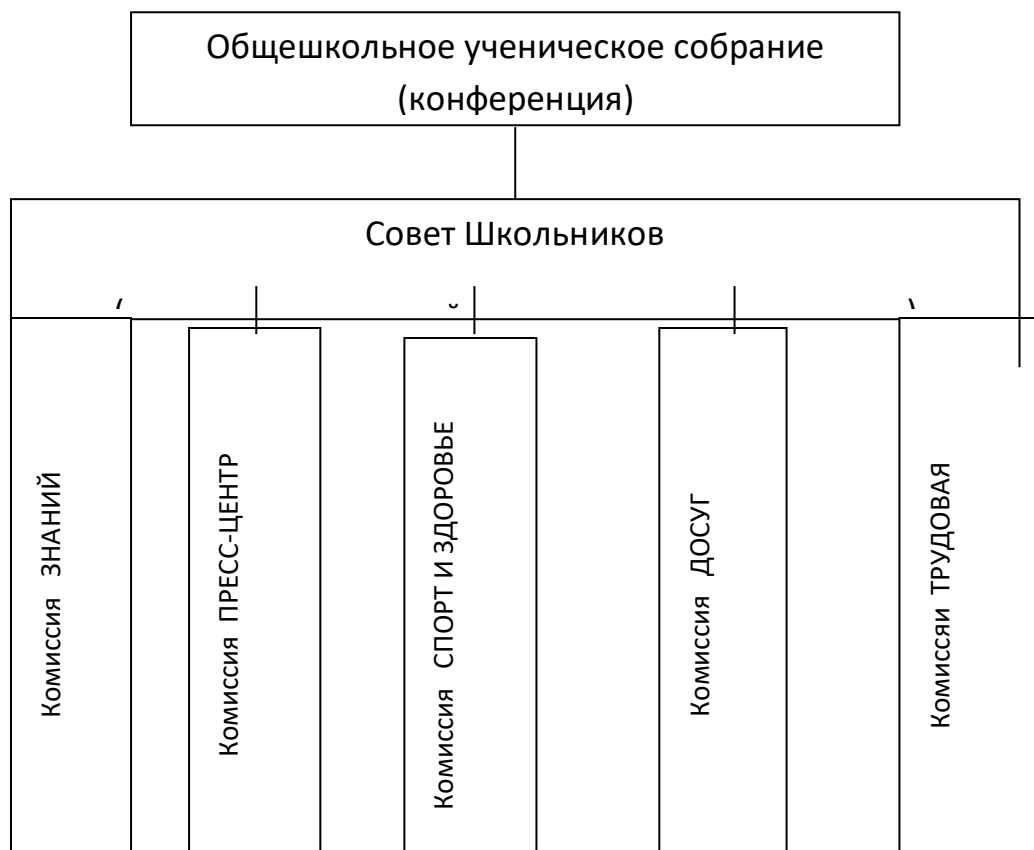 Общешкольное ученическое собрание
(конференция)
Совет Школьников
Комиссия ЗНАНИЙ
Комиссия ПРЕСС-ЦЕНТР
Комиссия СПОРТ И ЗДОРОВЬЕ
Комиссия ДОСУГ
Комиссяи ТРУДОВАЯ